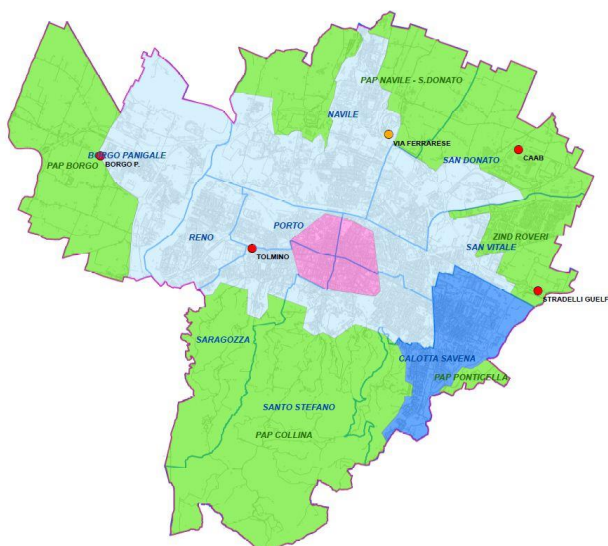 PAP NAVILE - S.DONATO
NAVILE
VIA FERRARESE
CAAB
BORGO PANIGALE
BORGO P.
PAP BORGO
SAN DONATO
PORTO
RENO
ZIND ROVERI
SAN VITALE
TOLMINO
STRADELLI GUELF
SARAGOZZA
CALOTTA SAVENA
PAP PONTICELLA
SANTO STEFANO
PAP COLLINA